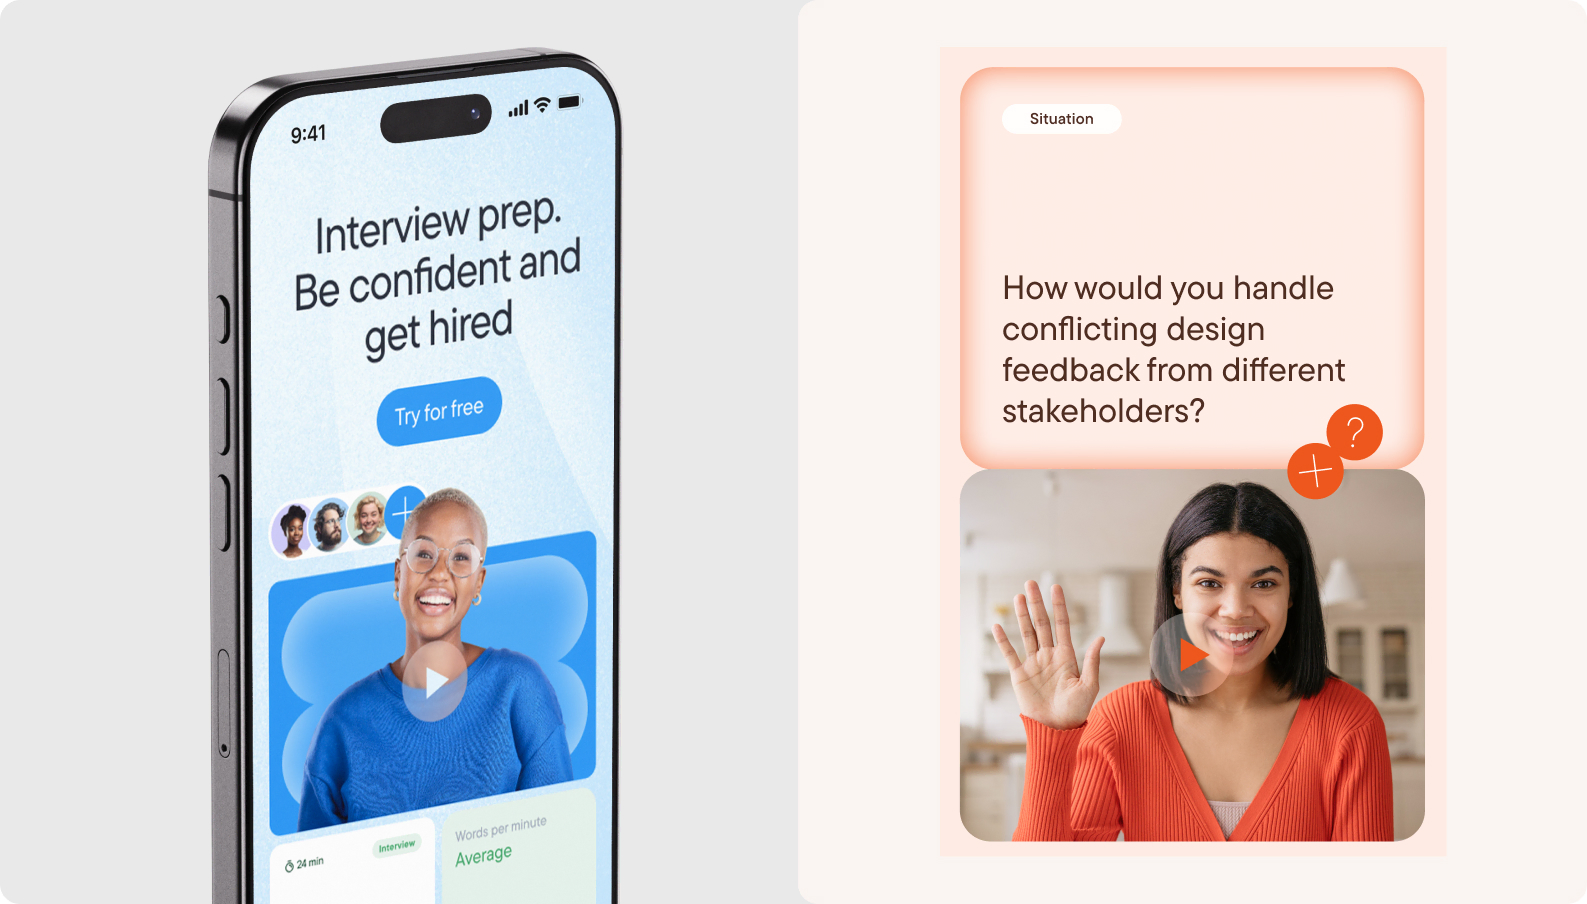 9:41
Interview prep.
Be confident and
get hired
Try for free
24 min
Interview
Words per minute
Average
Situation
How would you handle
conflicting design
feedback from different
stakeholders?
?